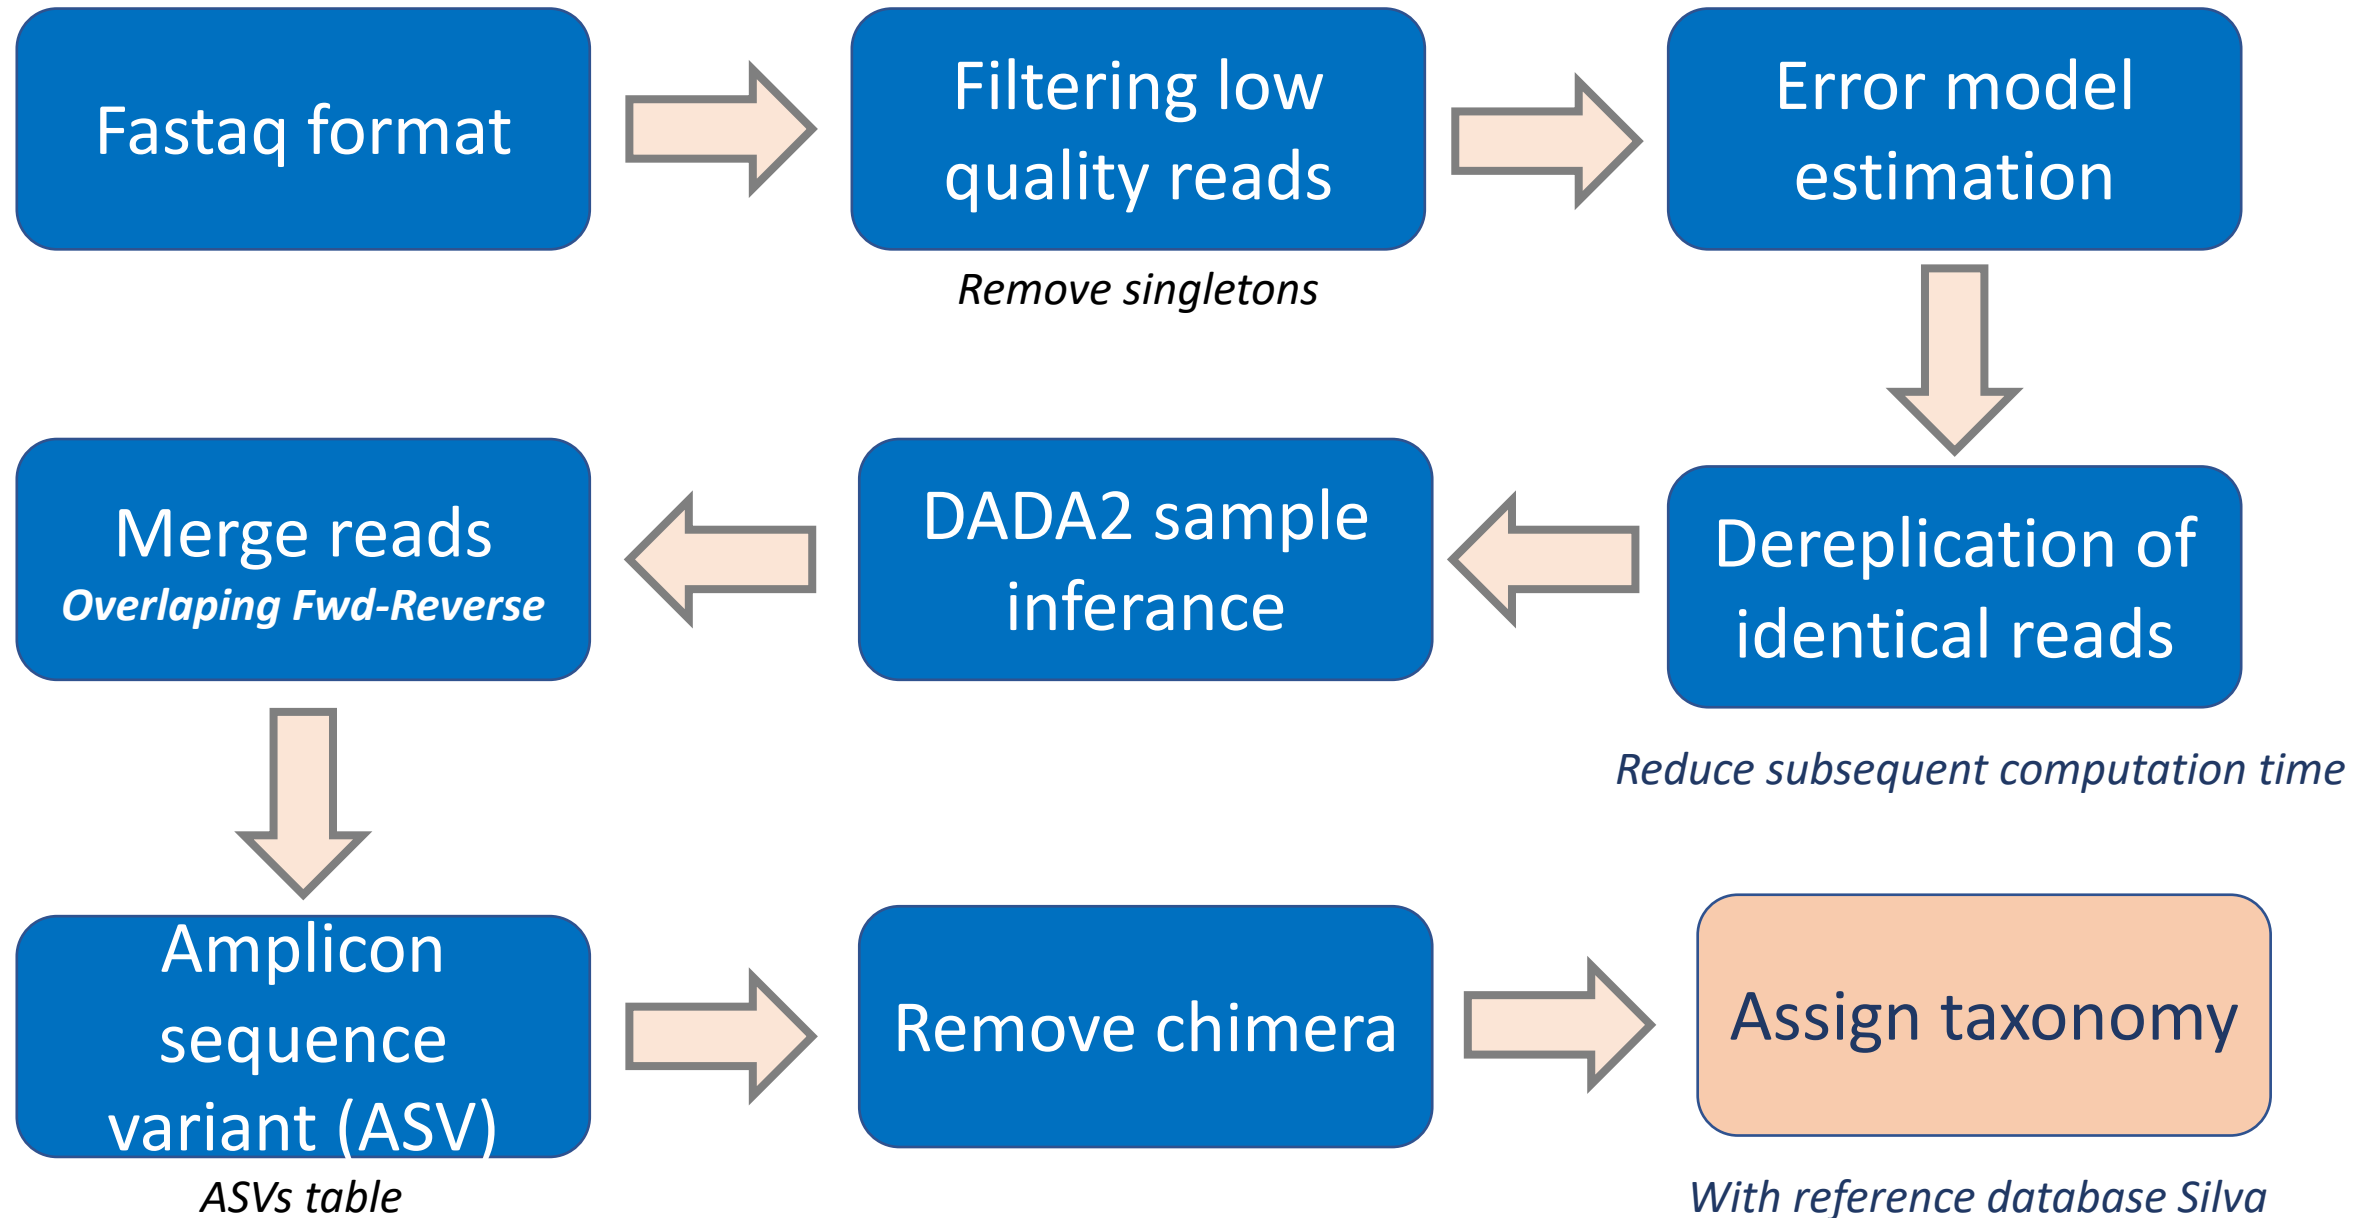 Fastaq format
Filtering low
quality reads
Remove singletons
Error model
estimation
Dereplication of
identical reads
Reduce subsequent computation time
DADA2 sample
inferance
Merge reads
Overlaping Fwd-Reverse
Amplicon
sequence
variant (ASV)
ASVs table
Remove chimera
Assign taxonomy
With reference database Silva